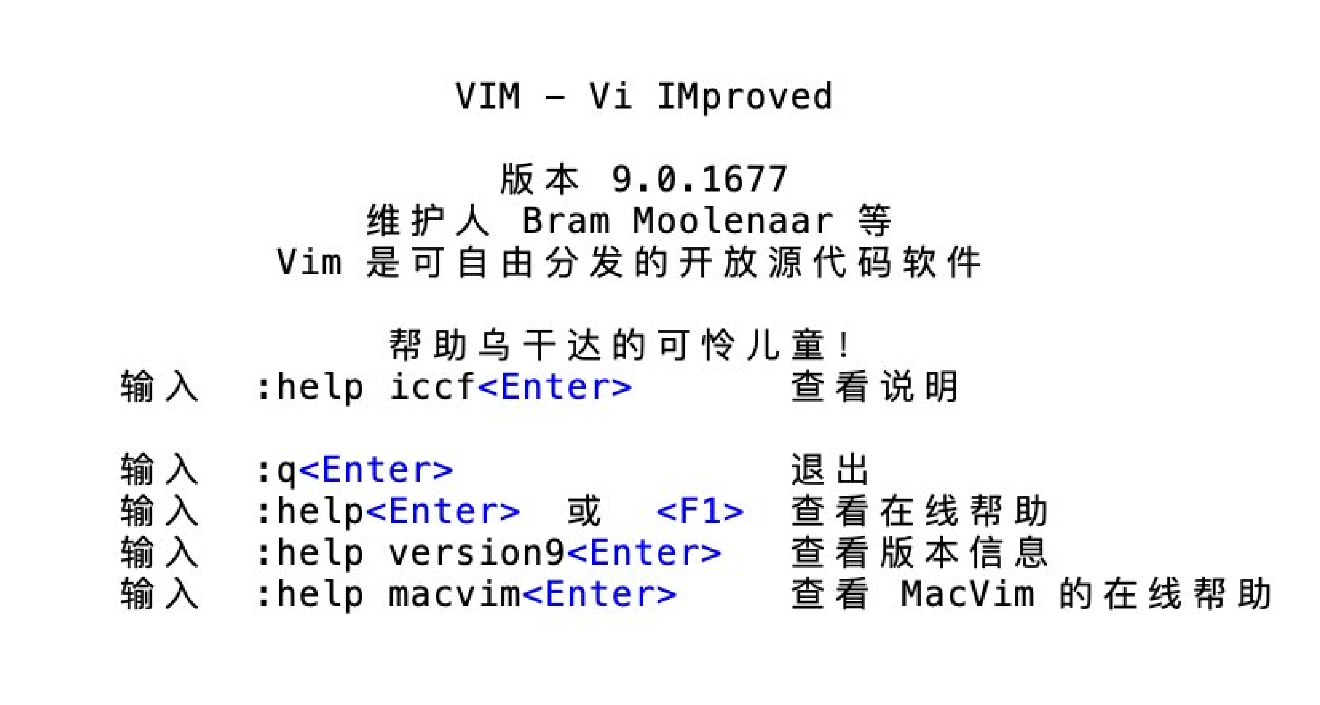 VIM - Vi IMproved
版本 9.0.1677
维护人 Bram Moolenaar 等
Vim 是可自由分发的开放源代码软件
帮助乌干达的可怜儿童!
输入 :help iccf<Enter> 查看说明
输入 :q<Enter> 退出
输入 :help<Enter> 或 <F1> 查看在线帮助
输入 :help version9<Enter> 查看版本信息
输入 :help macvim<Enter> 查看 MacVim 的在线帮助